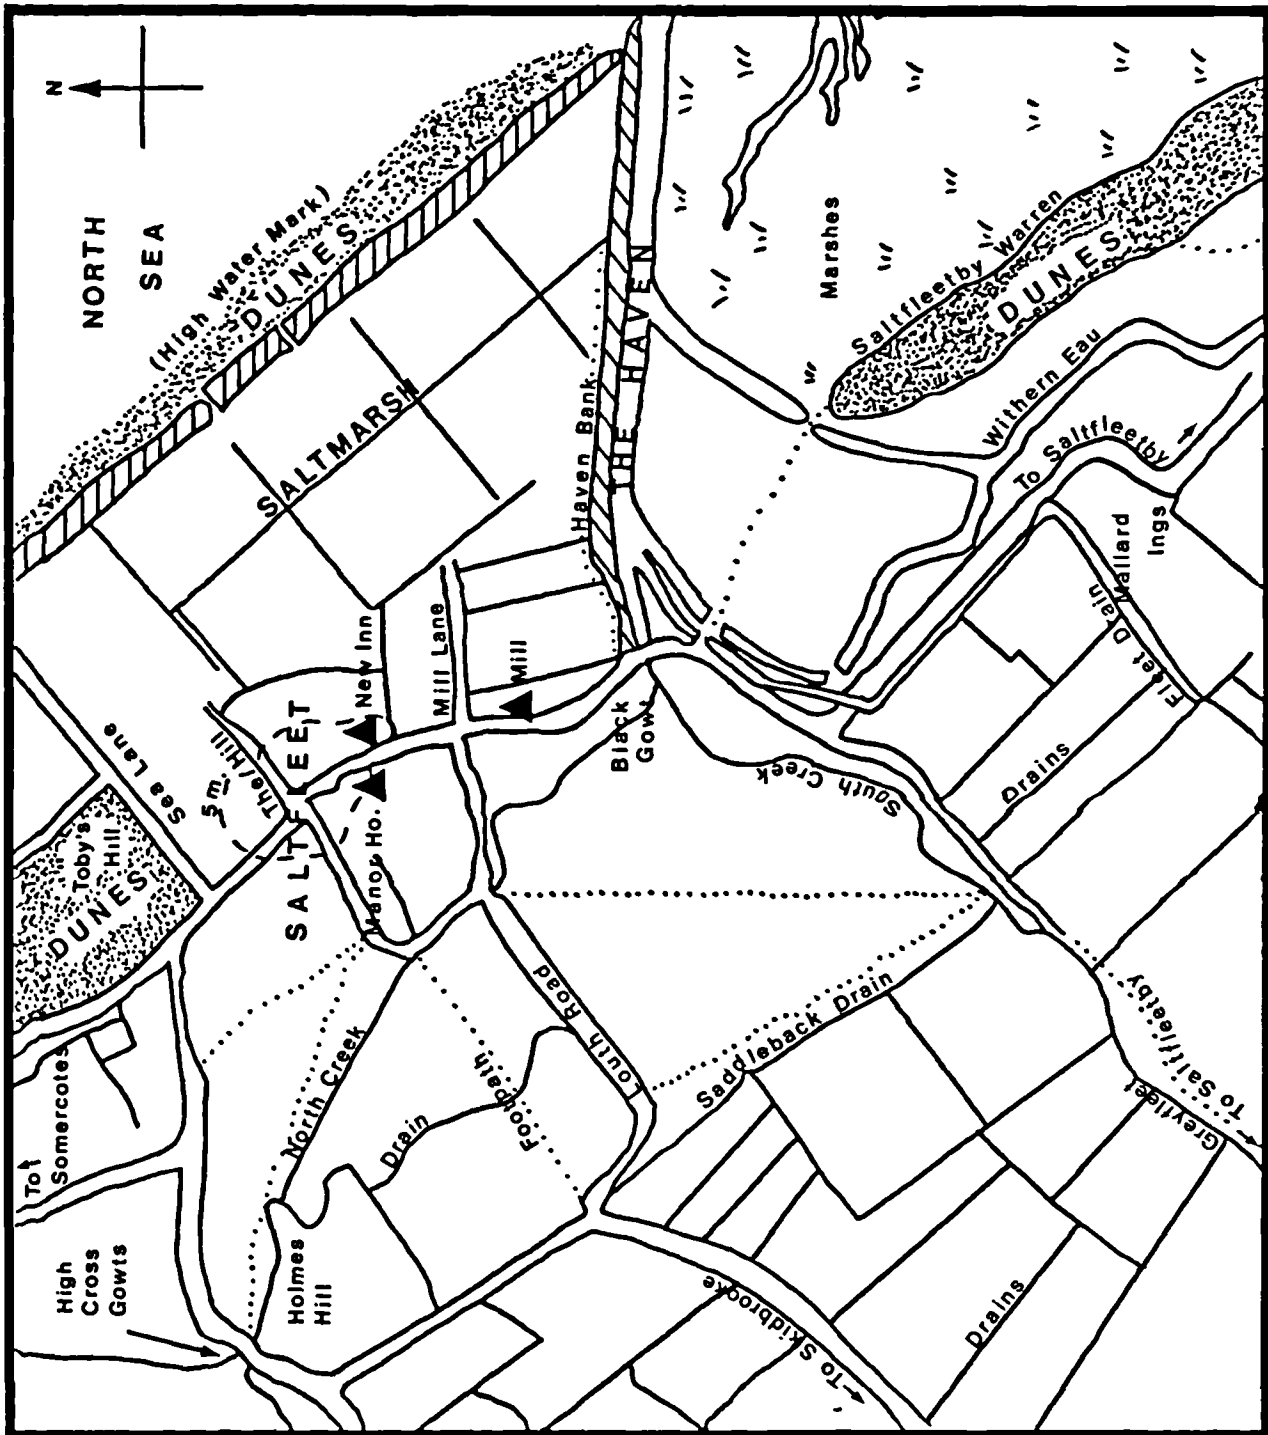 N
NORTH
SEA
(High Water Mark)
DUNES
SALTMARSH
Haven Bank
THE HAVEN
Marshes
Saltfleetby Warren
DUNES
Withern Eau
To Saltfleetby
Mallard
Ings
Fleet Drain
Drains
Sea Lane
Toby's
Hill
DUNES
The Hill
5m.
SALTFLEET
New Inn
Manor Ho.
Mill Lane
Mill
Black
Gowt
South Creek
Louth Road
North Creek
Footpath
Drain
Saddleback Drain
To
Somercotes
High
Cross
Gowts
Holmes
Hill
To Skidbrooke
Drains
Greyfleet
To Saltfleetby